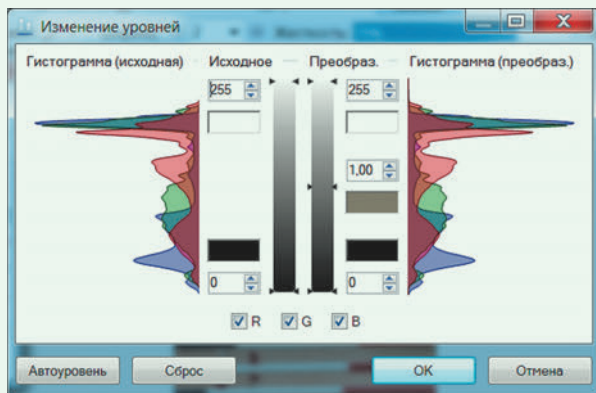 Изменение уровней
Гистограмма (исходная) Исходное Преобраз. Гистограмма (преобраз.)
255 255
1,00
0 0
R G B
Автоуровень Сброс OK Отмена